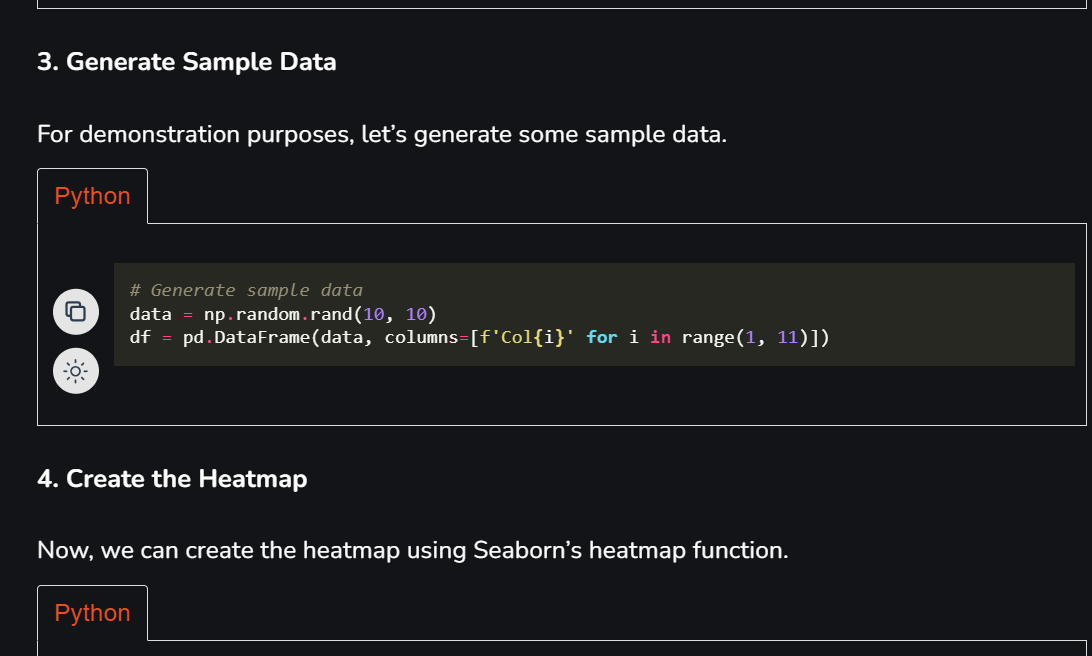 3. Generate Sample Data
For demonstration purposes, let’s generate some sample data.
Python
# Generate sample data
data = np.random.rand(10, 10)
df = pd.DataFrame(data, columns=[f'Col{i}' for i in range(1, 11)])
4. Create the Heatmap
Now, we can create the heatmap using Seaborn’s heatmap function.
Python